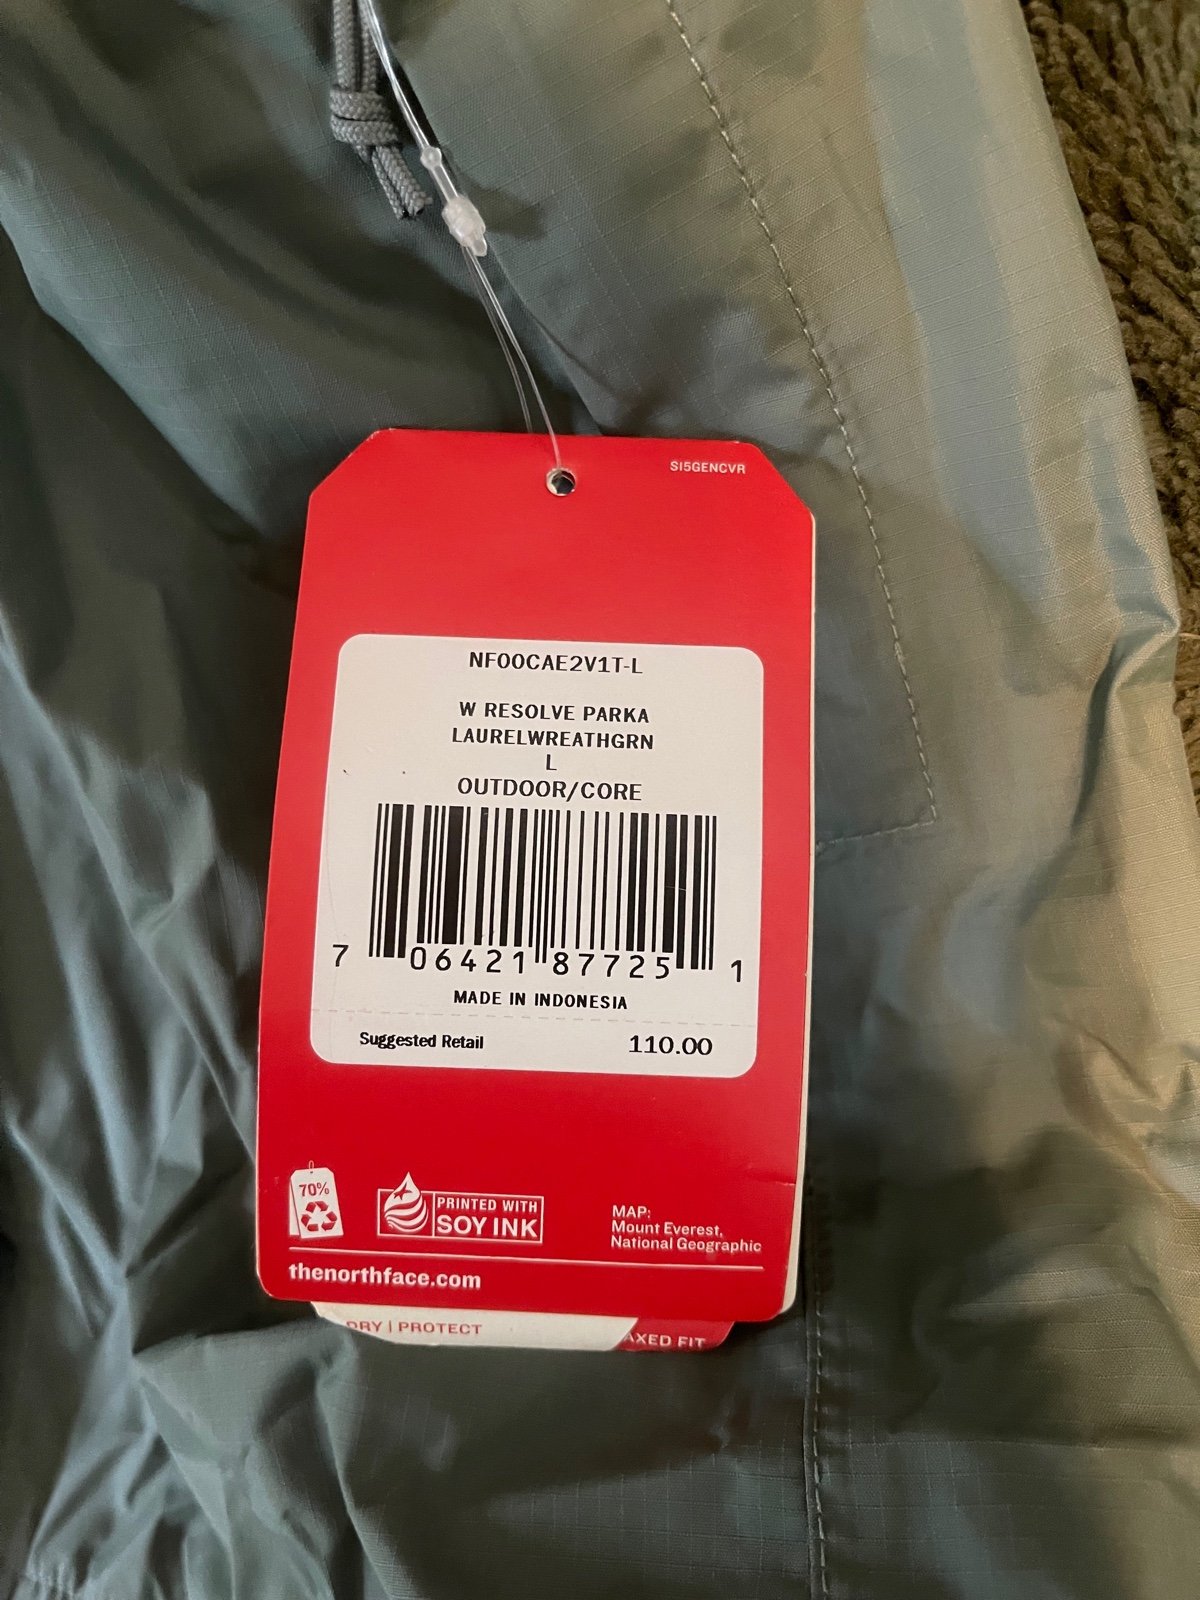 SI5GENCVR
NF00CAE2V1T-L
W RESOLVE PARKA
LAURELWREATHGRN
L
OUTDOOR/CORE
7 06421 87725 1
MADE IN INDONESIA
Suggested Retail 110.00
70%
PRINTED WITH
SOY INK
MAP:
Mount Everest,
National Geographic
thenorthface.com
DRY | PROTECT
AXED FIT